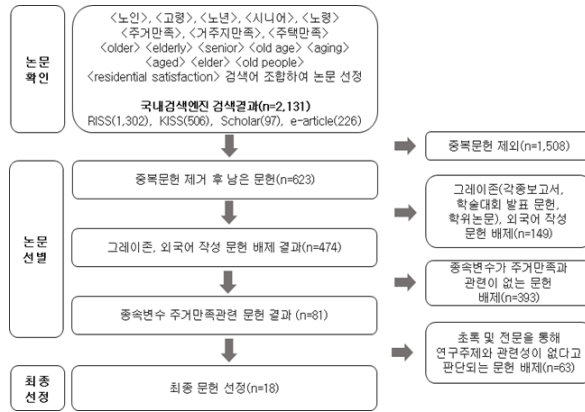 논문
확인
<노인>, <고령>, <노년>, <시니어>, <노령>
<주거만족>, <거주지만족>, <주택만족>
<older> <elderly> <senior> <old age> <aging>
<aged> <elder> <old people>
<residential satisfaction> 검색어 조합하여 논문 선정
국내검색엔진 검색결과(n=2,131)
RISS(1,302), KISS(506), Scholar(97), e-article(226)
중복문헌 제외(n=1,508)
논문
선별
중복문헌 제거 후 남은 문헌(n=623)
그레이존(각종보고서,
학술대회 발표 문헌,
학위논문), 외국어 작성
문헌 배제(n=149)
그레이존, 외국어 작성 문헌 배제 결과(n=474)
종속변수가 주거만족과
관련이 없는 문헌
배제(n=393)
종속변수 주거만족관련 문헌 결과 (n=81)
초록 및 전문을 통해
연구주제와 관련성이 없다고
판단되는 문헌 배제(n=63)
최종
선정
최종 문헌 선정(n=18)